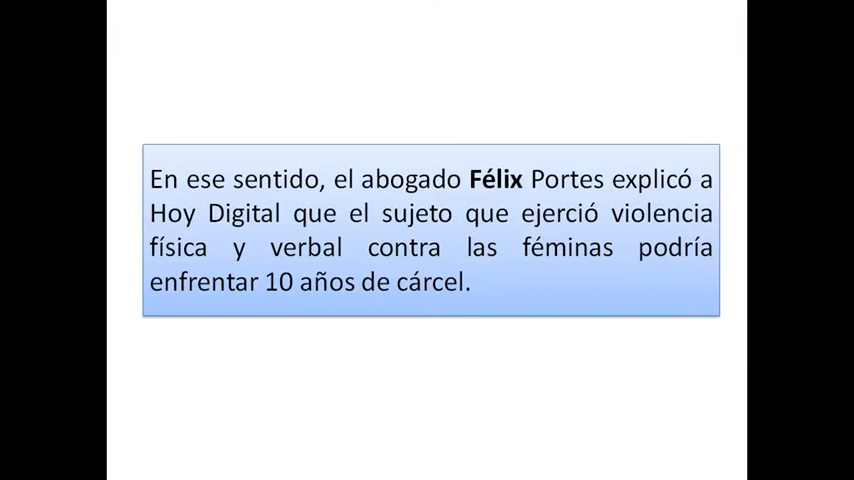 En ese sentido, el abogado Félix Portes explicó a
Hoy Digital que el sujeto que ejerció violencia
física y verbal contra las féminas podría
enfrentar 10 años de cárcel.